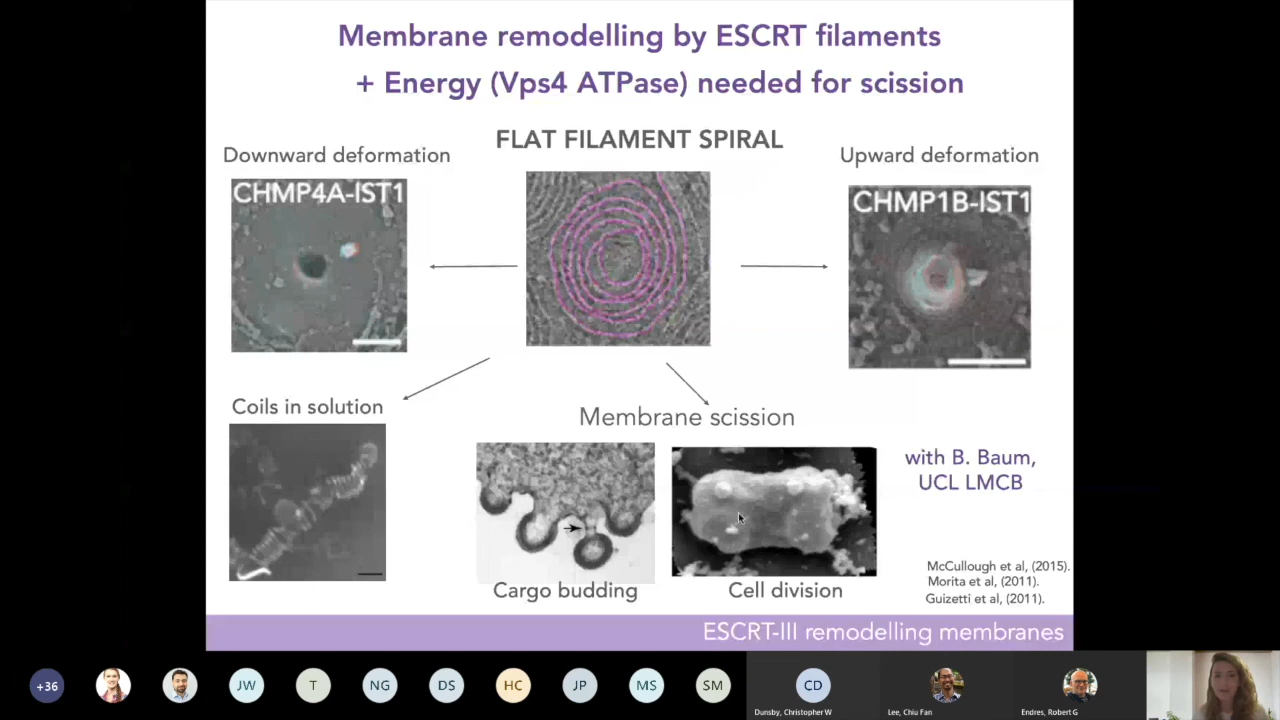 Membrane remodelling by ESCRT filaments
+ Energy (Vps4 ATPase) needed for scission
FLAT FILAMENT SPIRAL
Downward deformation
Upward deformation
CHMP4A-IST1
CHMP1B-IST1
Coils in solution
Membrane scission
with B. Baum,
UCL LMCB
Cargo budding
Cell division
McCullough et al, (2015).
Morita et al, (2011).
Guizetti et al, (2011).
ESCRT-III remodelling membranes
+36
JW
T
NG
DS
HC
JP
MS
SM
CD
Dunsby, Christopher W
Lee, Chiu Fan
Endres, Robert G